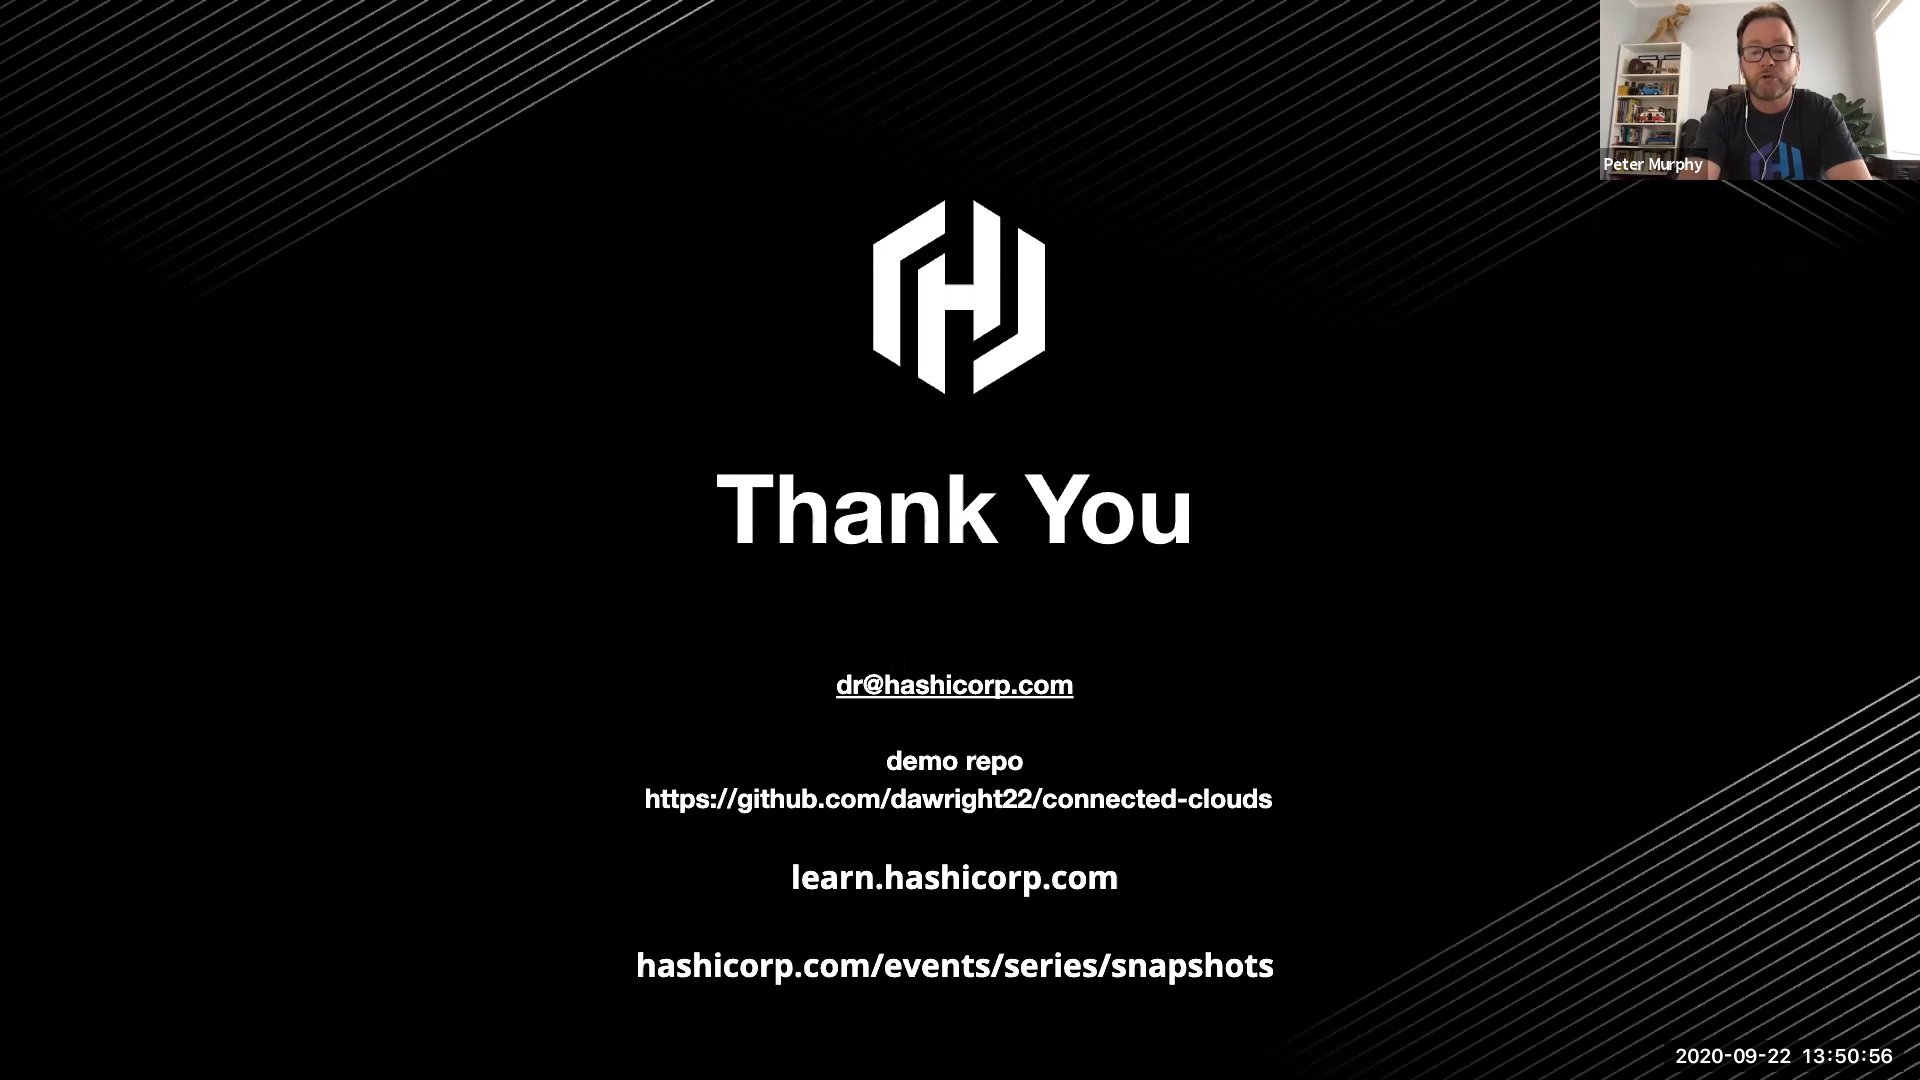 Peter Murphy
Thank You
dr@hashicorp.com
demo repo
https://github.com/dawright22/connected-clouds
learn.hashicorp.com
hashicorp.com/events/series/snapshots
2020-09-22 13:50:56